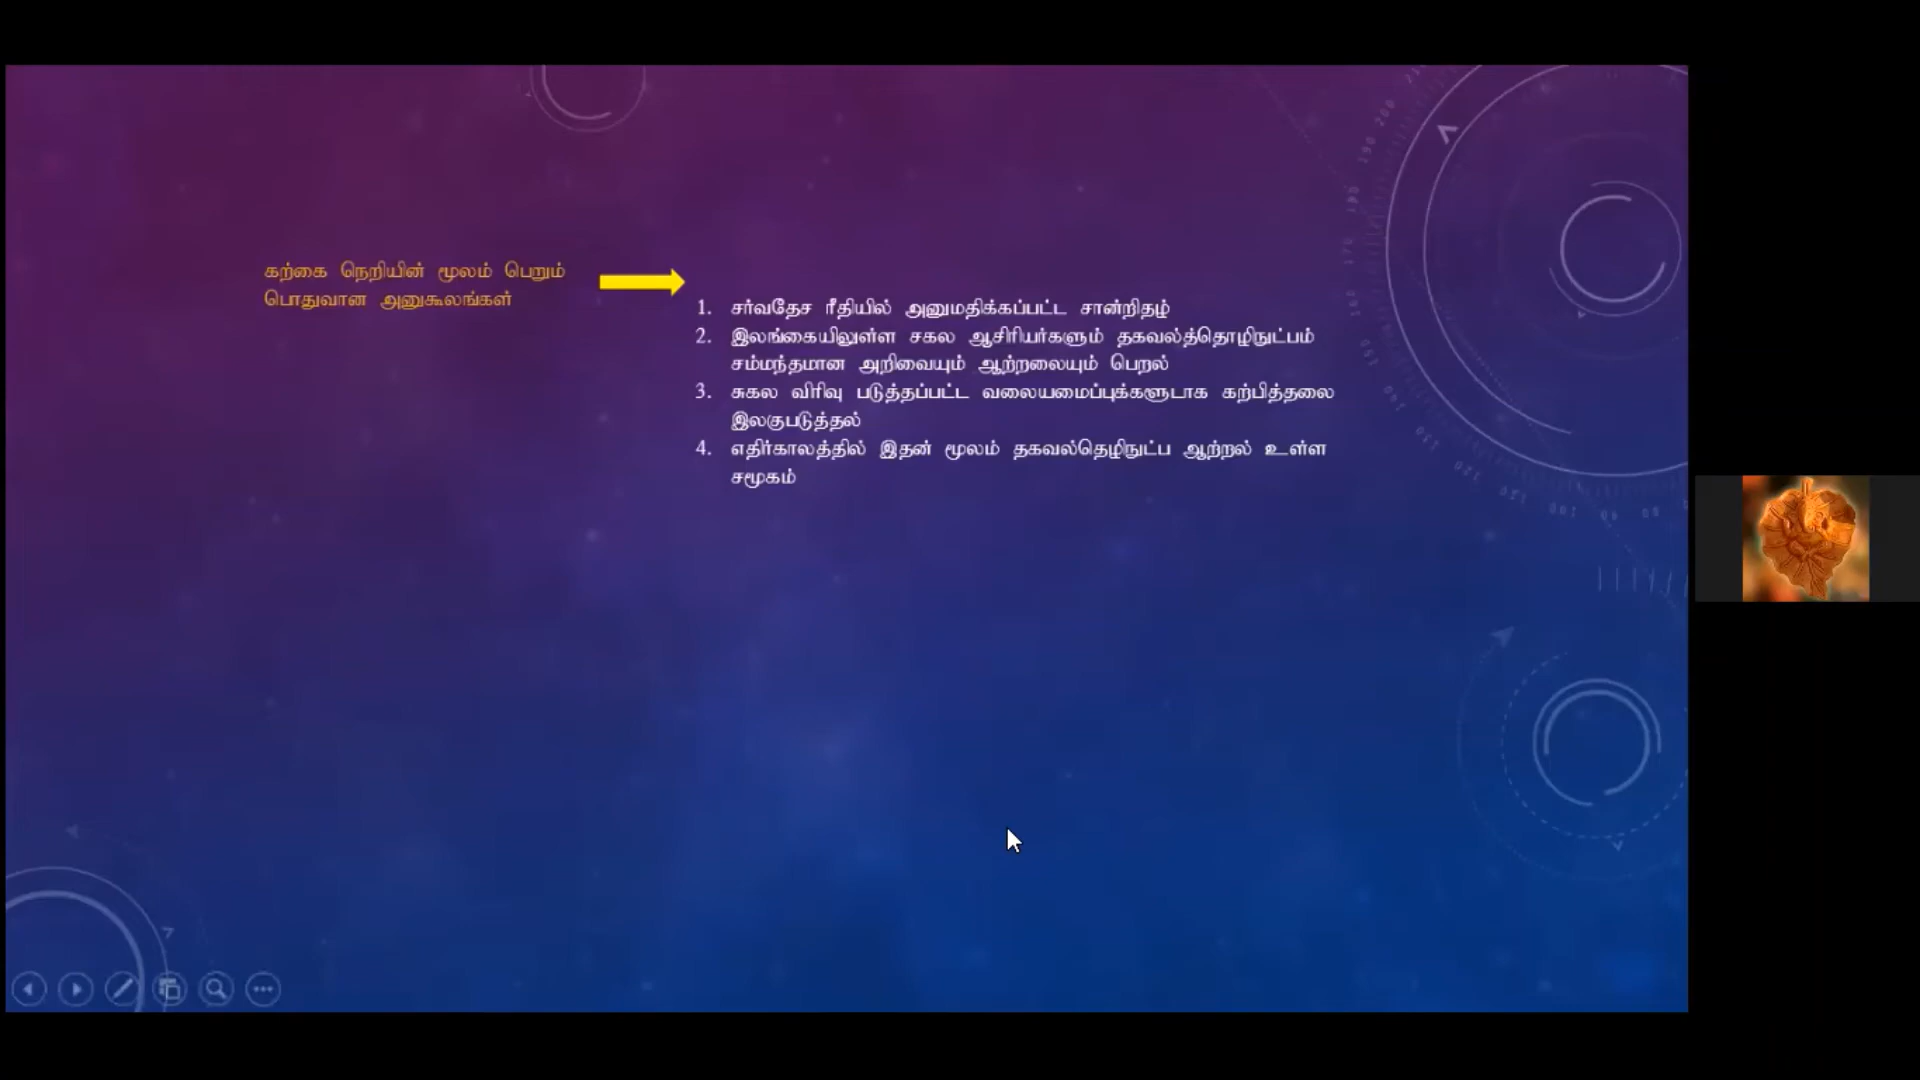 கற்கை நெறியின் மூலம் பெறும்
பொதுவான அனுகூலங்கள்
1. சர்வதேச ரீதியில் அனுமதிக்கப்பட்ட சான்றிதழ்
2. இலங்கையிலுள்ள சகல ஆசிரியர்களும் தகவல்த்தொழிநுட்பம்
சம்மந்தமான அறிவையும் ஆற்றலையும் பெறல்
3. சுகல விரிவு படுத்தப்பட்ட வலையமைப்புக்களுடாக கற்பித்தலை
இலகுபடுத்தல்
4. எதிர்காலத்தில் இதன் மூலம் தகவல்தெழிநுட்ப ஆற்றல் உள்ள
சமூகம்